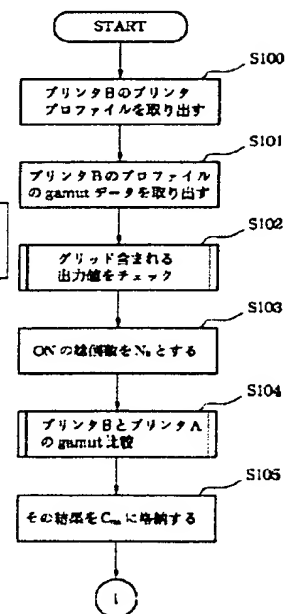 START
S100
プリンタBのプリンタ
プロファイルを取り出す
S101
プリンタBのプロファイル
のgamutデータを取り出す
S102
グリッド含まれる
出力値をチェック
S103
ONの総個数をNとする
S104
プリンタBとプリンタA
のgamut比較
S105
その結果をCに格納する
1